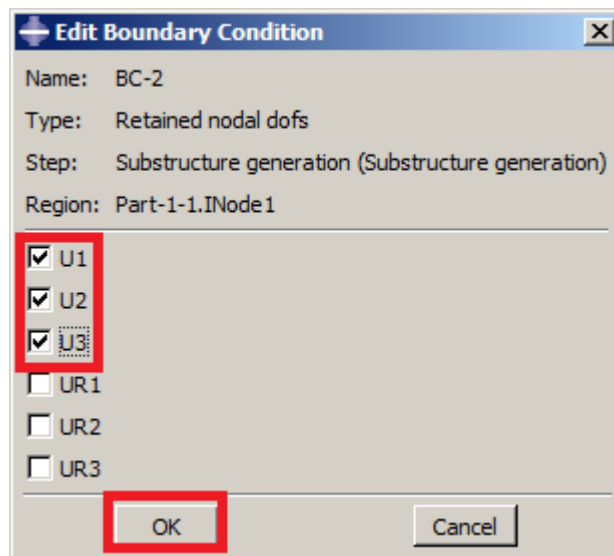 Edit Boundary Condition
Name: BC-2
Type: Retained nodal dofs
Step: Substructure generation (Substructure generation)
Region: Part-1-1.INode1
U1
U2
U3
UR1
UR2
UR3
OK Cancel